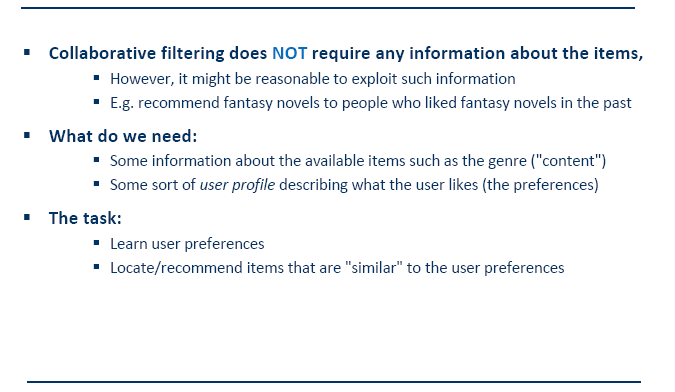 ▪ Collaborative filtering does NOT require any information about the items,
▪ However, it might be reasonable to exploit such information
▪ E.g. recommend fantasy novels to people who liked fantasy novels in the past
▪ What do we need:
▪ Some information about the available items such as the genre ("content")
▪ Some sort of user profile describing what the user likes (the preferences)
▪ The task:
▪ Learn user preferences
▪ Locate/recommend items that are "similar" to the user preferences